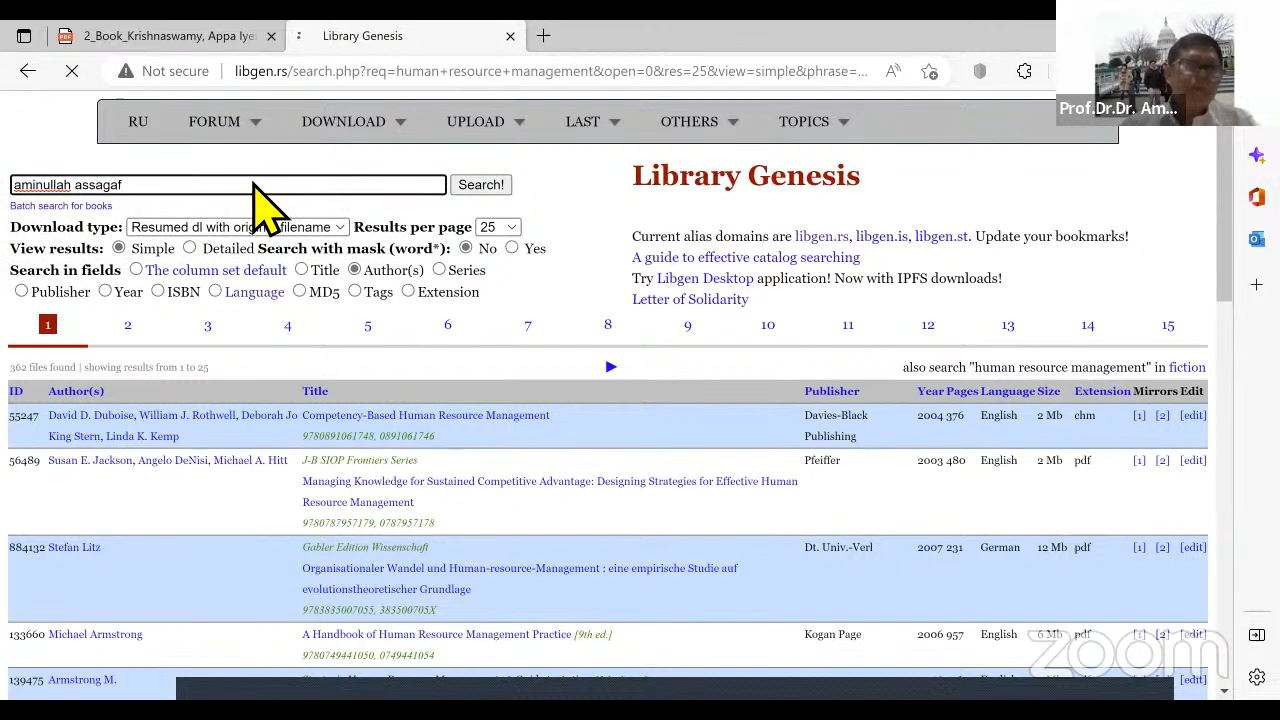 2_Book_Krishnaswamy, Appa Iye
Library Genesis
Not secure
libgen.rs/search.php?req=human+resource+management&open=0&res=25&view=simple&phrase=...
Prof.Dr.Dr. Am...
RU FORUM DOWNLOAD UPLOAD LAST OTHERS TOPICS
aminullah assagaf Search!
Batch search for books
Download type: Resumed dl with filename Results per page 25
View results: Simple Detailed Search with mask (word*): No Yes
Search in fields The column set default Title Author(s) Series
Publisher Year ISBN Language MD5 Tags Extension
Library Genesis
Current alias domains are libgen.rs, libgen.is, libgen.st. Update your bookmarks!
A guide to effective catalog searching
Try Libgen Desktop application! Now with IPFS downloads!
Letter of Solidarity
1 2 3 4 5 6 7 8 9 10 11 12 13 14 15
362 files found | showing results from 1 to 25 ► also search "human resource management" in fiction
ID Author(s) Title Publisher Year Pages Language Size Extension Mirrors Edit
55247 David D. Duboise, William J. Rothwell, Deborah Jo Competency-Based Human Resource Management Davies-Black 2004 376 English 2 Mb chm [1] [2] [edit]
King Stern, Linda K. Kemp 9780891061748, 0891061746 Publishing
56489 Susan E. Jackson, Angelo DeNisi, Michael A. Hitt J-B SIOP Frontiers Series Pfeiffer 2003 480 English 2 Mb pdf [1] [2] [edit]
Managing Knowledge for Sustained Competitive Advantage: Designing Strategies for Effective Human
Resource Management
9780787957179, 0787957178
884132 Stefan Litz Gabler Edition Wissenschaft Dt. Univ.-Verl 2007 231 German 12 Mb pdf [1] [2] [edit]
Organisationaler Wandel und Human-resource-Management : eine empirische Studie auf
evolutionstheoretischer Grundlage
9783835007055, 383500705X
133660 Michael Armstrong A Handbook of Human Resource Management Practice [9th ed.] Kogan Page 2006 957 English 6 Mb pdf [1] [2] [edit]
9780749441050, 0749441054
139475 Armstrong M. [1] [2] [edit]
zoom